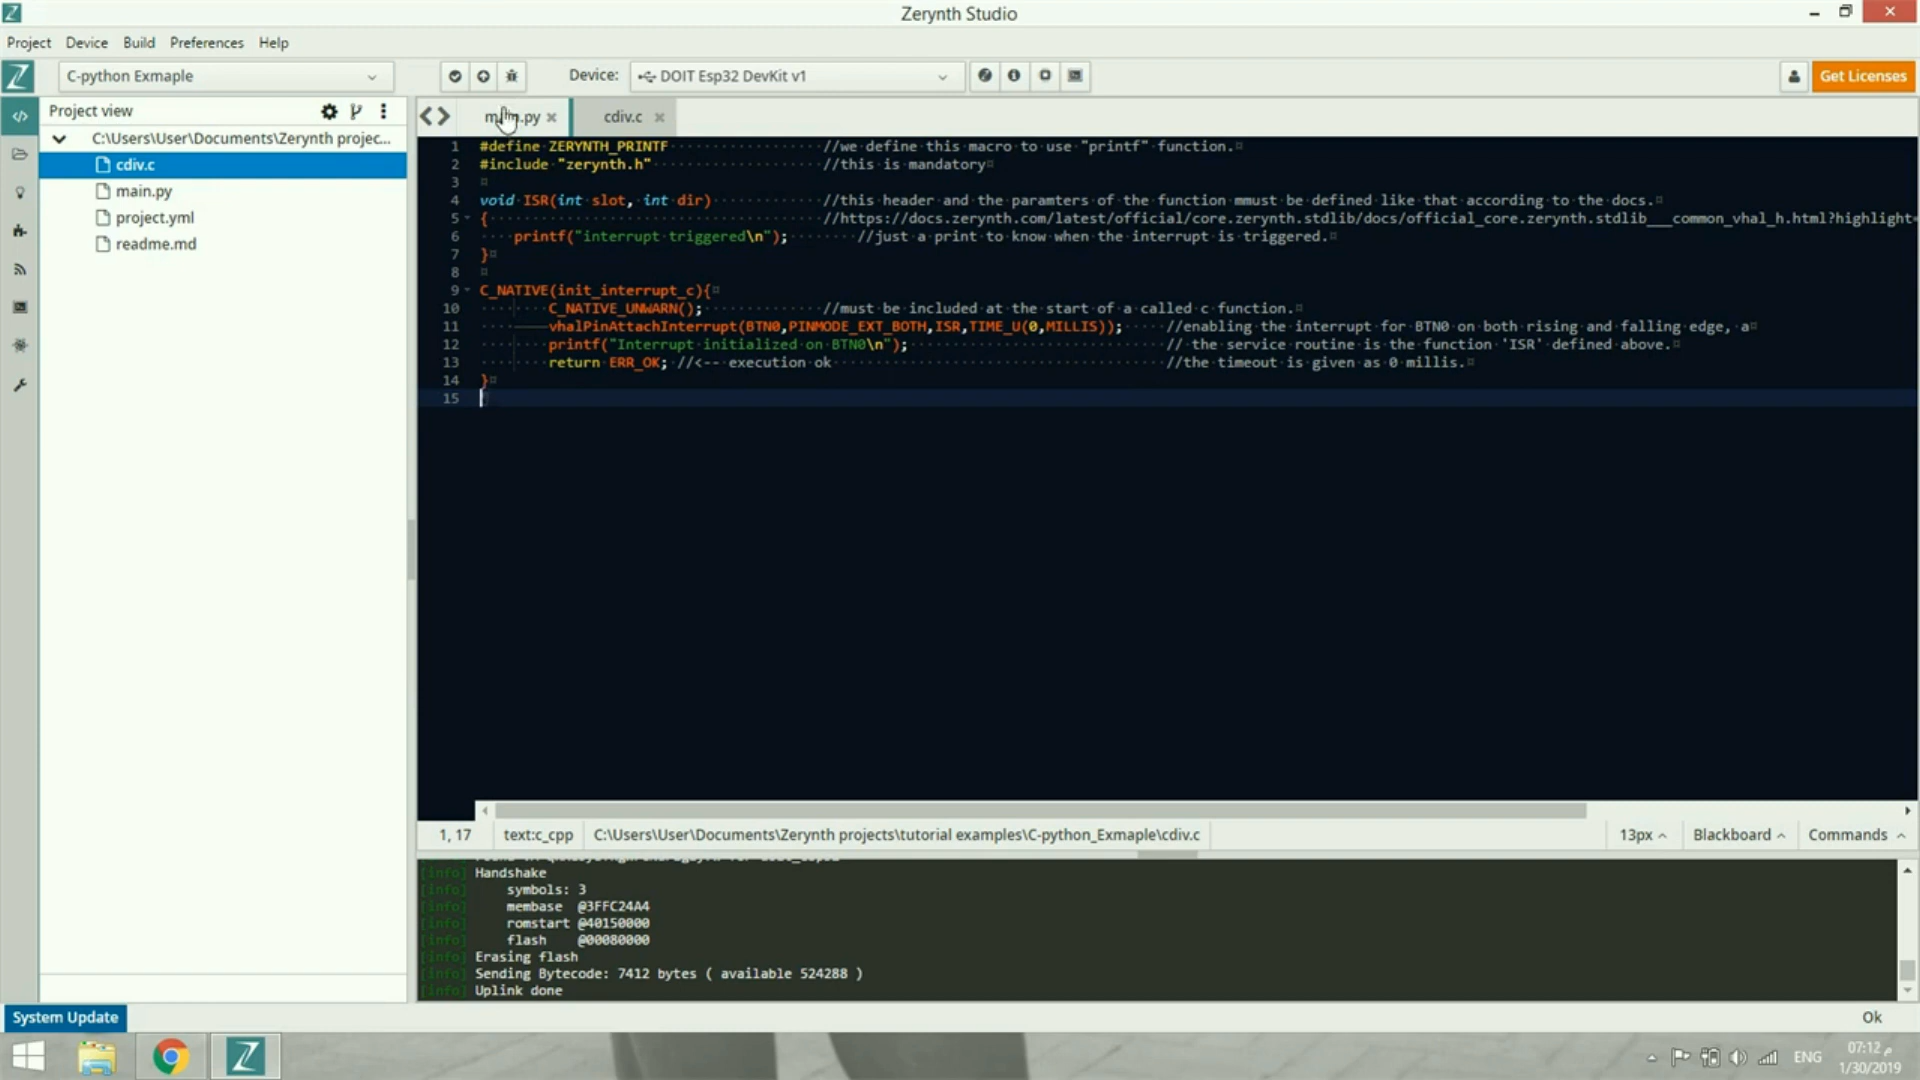 Zerynth Studio
Project Device Build Preferences Help
C-python Exmaple
Device: DOIT Esp32 DevKit v1
Get Licenses
Project view
C:\Users\User\Documents\Zerynth projec...
cdiv.c
main.py
project.yml
readme.md
main.py cdiv.c
1 #define ZERYNTH_PRINTF //we define this macro to use "printf" function.
2 #include "zerynth.h" //this is mandatory
3
4 void ISR(int slot, int dir) //this header and the paramters of the function mmust be defined like that according to the docs.
5 { //https://docs.zerynth.com/latest/official/core.zerynth.stdlib/docs/official_core.zerynth.stdlib___common_vhal_h.html?highlight=
6 printf("interrupt triggered\n"); //just a print to know when the interrupt is triggered.
7 }
8
9 C_NATIVE(init_interrupt_c){
10 C_NATIVE_UNWARN(); //must be included at the start of a called c function.
11 vhalPinAttachInterrupt(BTN0,PINMODE_EXT_BOTH,ISR,TIME_U(0,MILLIS)); //enabling the interrupt for BTN0 on both rising and falling edge, a
12 printf("Interrupt initialized on BTN0\n"); // the service routine is the function 'ISR' defined above.
13 return ERR_OK; //<-- execution ok //the timeout is given as 0 millis.
14 }
15
1, 17 text:c_cpp C:\Users\User\Documents\Zerynth projects\tutorial examples\C-python_Exmaple\cdiv.c 13px Blackboard Commands
[info] Handshake
[info] symbols: 3
[info] membase @3FFC24A4
[info] romstart @40150000
[info] flash @00080000
[info] Erasing flash
[info] Sending Bytecode: 7412 bytes ( available 524288 )
[info] Uplink done
System Update
Ok
ENG
07:12 م
1/30/2019